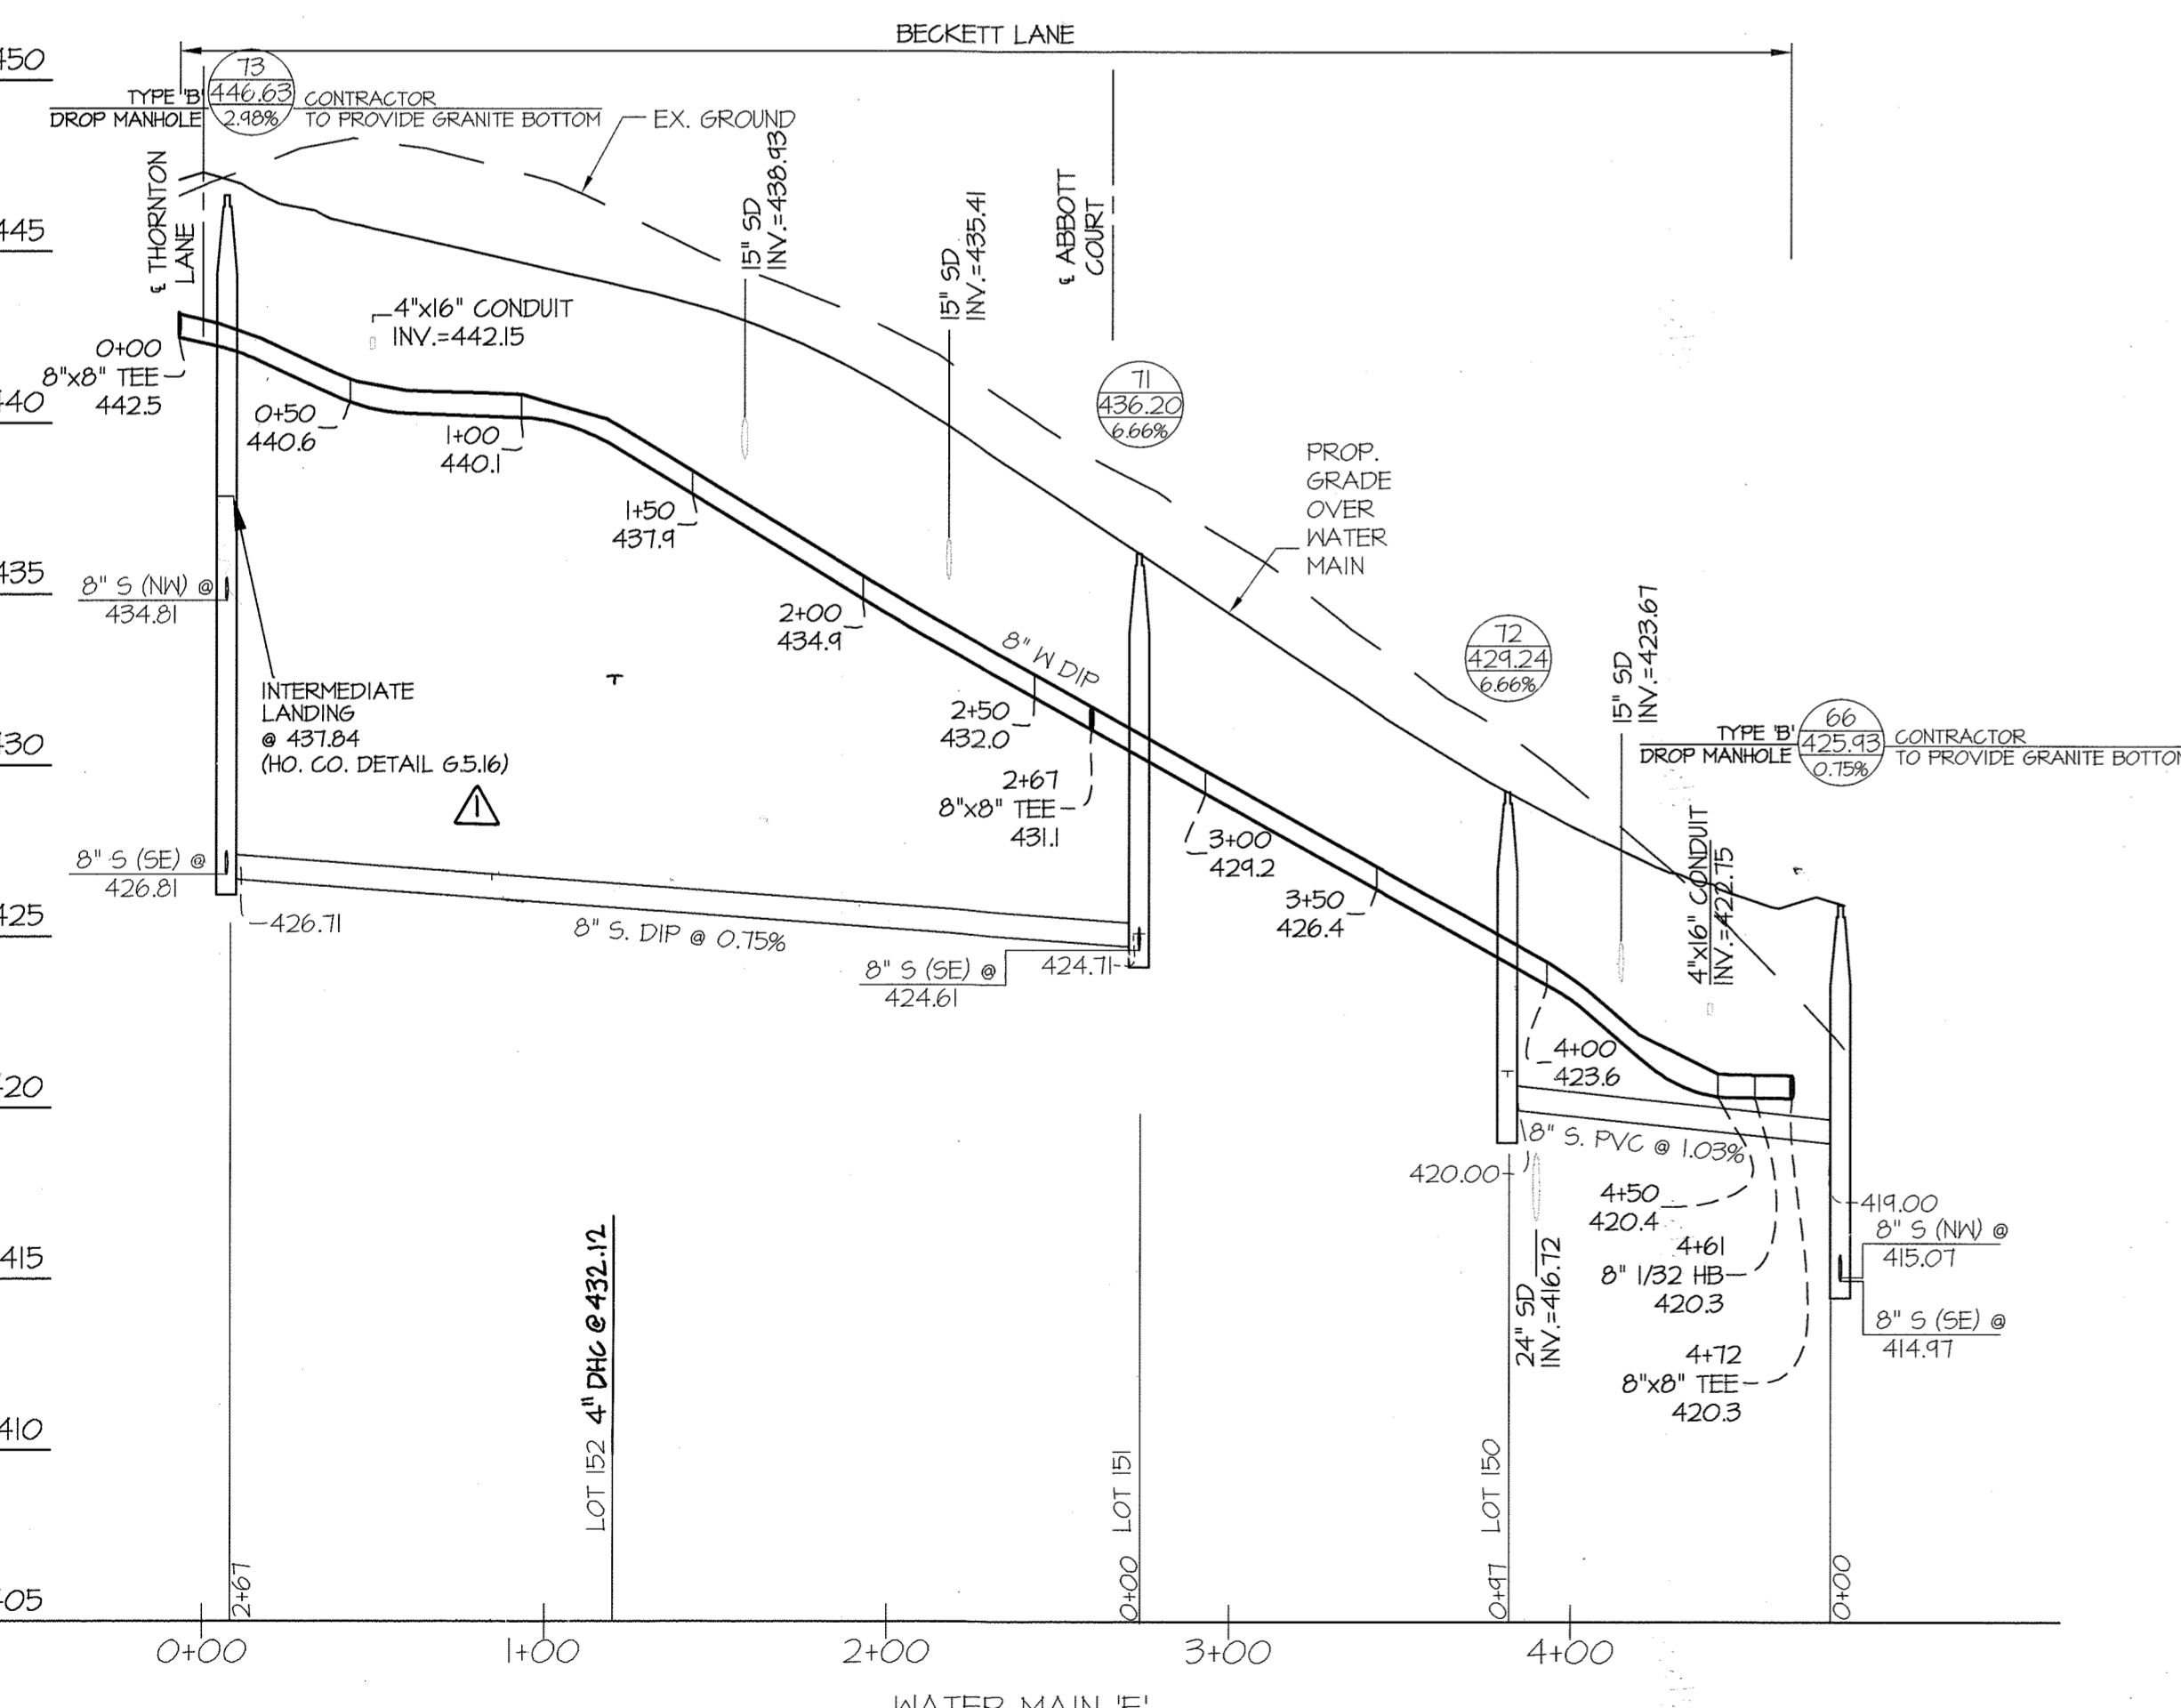 BECKETT LANE
450
445
440
435
430
425
420
415
410
405
73
446.63
2.98%
TYPE 'B'
DROP MANHOLE
CONTRACTOR
TO PROVIDE GRANITE BOTTOM
EX. GROUND
℄ THORNTON
LANE
15" SD
INV.=438.93
15" SD
INV.=435.41
℄ ABBOTT
COURT
4"x16" CONDUIT
INV.=442.15
0+00
8"x8" TEE
442.5
0+50
440.6
1+00
440.1
1+50
437.9
2+00
434.9
8" W DIP
2+50
432.0
2+67
8"x8" TEE
431.1
71
436.20
6.66%
PROP.
GRADE
OVER
WATER
MAIN
3+00
429.2
3+50
426.4
72
429.24
6.66%
15" SD
INV.=423.67
66
425.93
0.75%
TYPE 'B'
DROP MANHOLE
CONTRACTOR
TO PROVIDE GRANITE BOTTOM
4"x16" CONDUIT
INV.=422.75
8" S (NW) @
434.81
INTERMEDIATE
LANDING
@ 437.84
(HO. CO. DETAIL G.5.16)
1
8" S (SE) @
426.81
426.71
8" S. DIP @ 0.75%
8" S (SE) @
424.61
424.71
4+00
423.6
8" S. PVC @ 1.03%
420.00
24" SD
INV.=416.72
4+50
420.4
4+61
8" 1/32 HB
420.3
4+72
8"x8" TEE
420.3
419.00
8" S (NW) @
415.07
8" S (SE) @
414.97
2+67
LOT 152 4" DHC @ 432.12
0+00 LOT 151
0+97 LOT 150
0+00
0+00
1+00
2+00
3+00
4+00
WATER MAIN 'E'